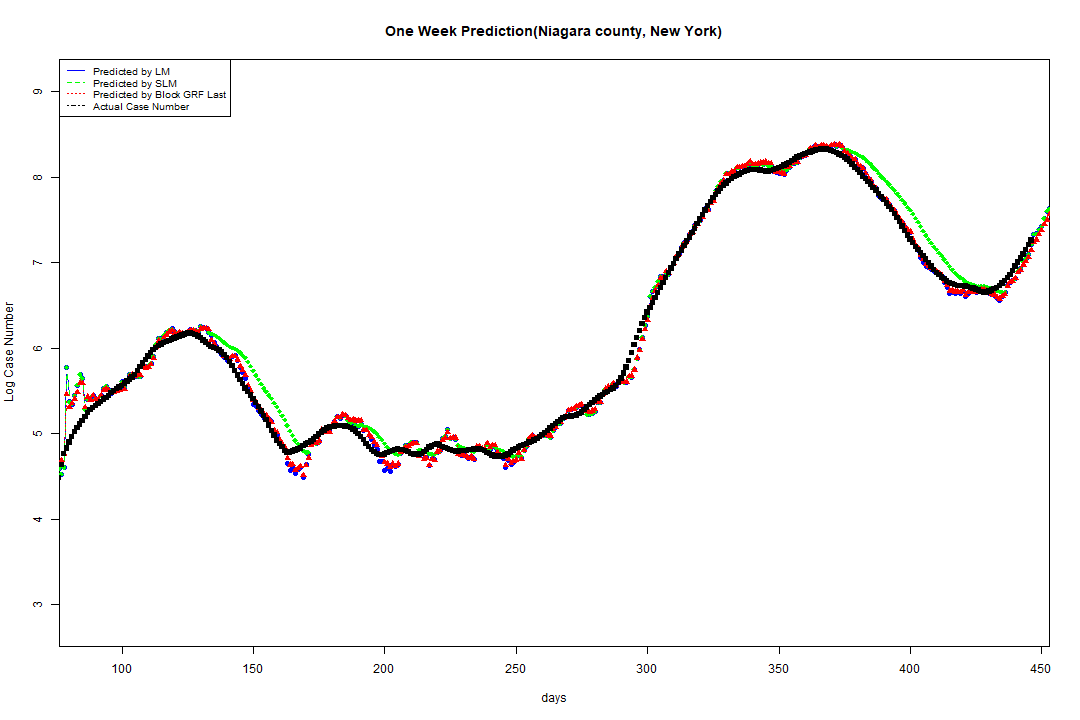 One Week Prediction(Niagara county, New York)
Predicted by LM
Predicted by SLM
Predicted by Block GRF Last
Actual Case Number
9
8
7
6
5
4
3
Log Case Number
100 150 200 250 300 350 400 450
days